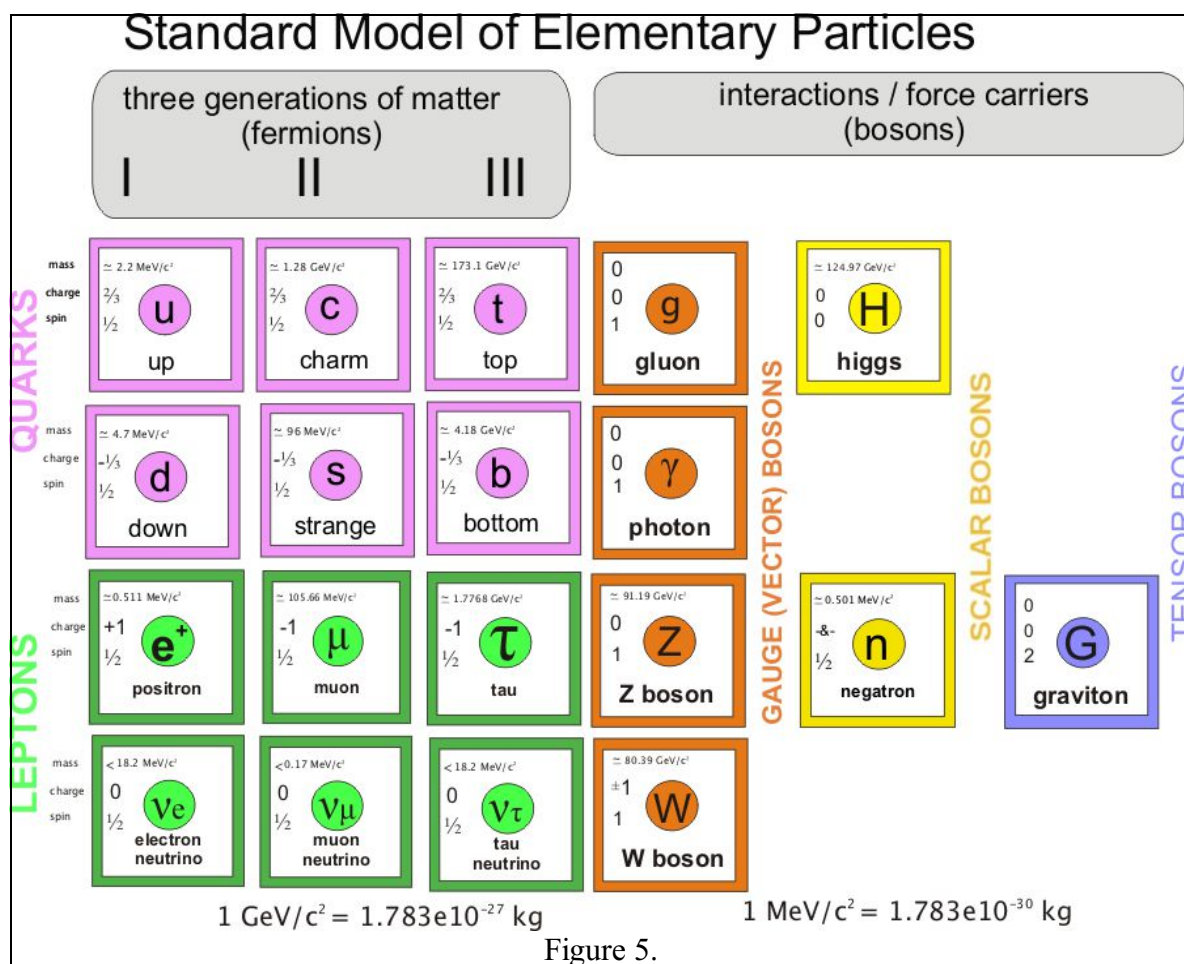 Standard Model of Elementary Particles
three generations of matter
(fermions)
I II III
interactions / force carriers
(bosons)
QUARKS
mass
charge
spin
≃ 2.2 MeV/c²
⅔
½
u
up
≃ 1.28 GeV/c²
⅔
½
c
charm
≃ 173.1 GeV/c²
⅔
½
t
top
0
0
1
g
gluon
≃ 124.97 GeV/c²
0
0
H
higgs
mass
charge
spin
≃ 4.7 MeV/c²
-⅓
½
d
down
≃ 96 MeV/c²
-⅓
½
s
strange
≃ 4.18 GeV/c²
-⅓
½
b
bottom
0
0
1
γ
photon
GAUGE (VECTOR) BOSONS
SCALAR BOSONS
TENSOR BOSONS
LEPTONS
mass
charge
spin
≃0.511 MeV/c²
+1
½
e⁺
positron
≃ 105.66 MeV/c²
-1
½
μ
muon
≃ 1.7768 GeV/c²
-1
½
τ
tau
≃ 91.19 GeV/c²
0
1
Z
Z boson
≃0.501 MeV/c²
-&-
½
n
negatron
0
0
2
G
graviton
mass
charge
spin
<18.2 MeV/c²
0
½
νe
electron
neutrino
<0.17 MeV/c²
0
½
νμ
muon
neutrino
<18.2 MeV/c²
0
½
ντ
tau
neutrino
≃ 80.39 GeV/c²
±1
1
W
W boson
1 GeV/c² = 1.783e10⁻²⁷ kg
1 MeV/c² = 1.783e10⁻³⁰ kg
Figure 5.